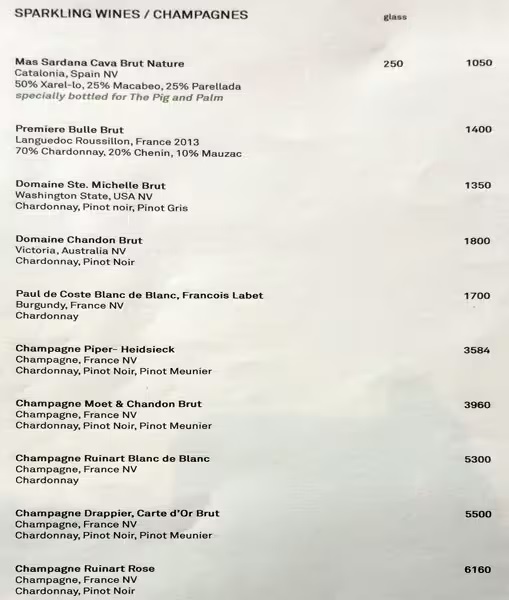 SPARKLING WINES / CHAMPAGNES glass
Mas Sardana Cava Brut Nature 250 1050
Catalonia, Spain NV
50% Xarel-lo, 25% Macabeo, 25% Parellada
specially bottled for The Pig and Palm
Premiere Bulle Brut 1400
Languedoc Roussillon, France 2013
70% Chardonnay, 20% Chenin, 10% Mauzac
Domaine Ste. Michelle Brut 1350
Washington State, USA NV
Chardonnay, Pinot noir, Pinot Gris
Domaine Chandon Brut 1800
Victoria, Australia NV
Chardonnay, Pinot Noir
Paul de Coste Blanc de Blanc, Francois Labet 1700
Burgundy, France NV
Chardonnay
Champagne Piper- Heidsieck 3584
Champagne, France NV
Chardonnay, Pinot Noir, Pinot Meunier
Champagne Moet & Chandon Brut 3960
Champagne, France NV
Chardonnay, Pinot Noir, Pinot Meunier
Champagne Ruinart Blanc de Blanc 5300
Champagne, France NV
Chardonnay
Champagne Drappier, Carte d'Or Brut 5500
Champagne, France NV
Chardonnay, Pinot Noir, Pinot Meunier
Champagne Ruinart Rose 6160
Champagne, France NV
Chardonnay, Pinot Noir